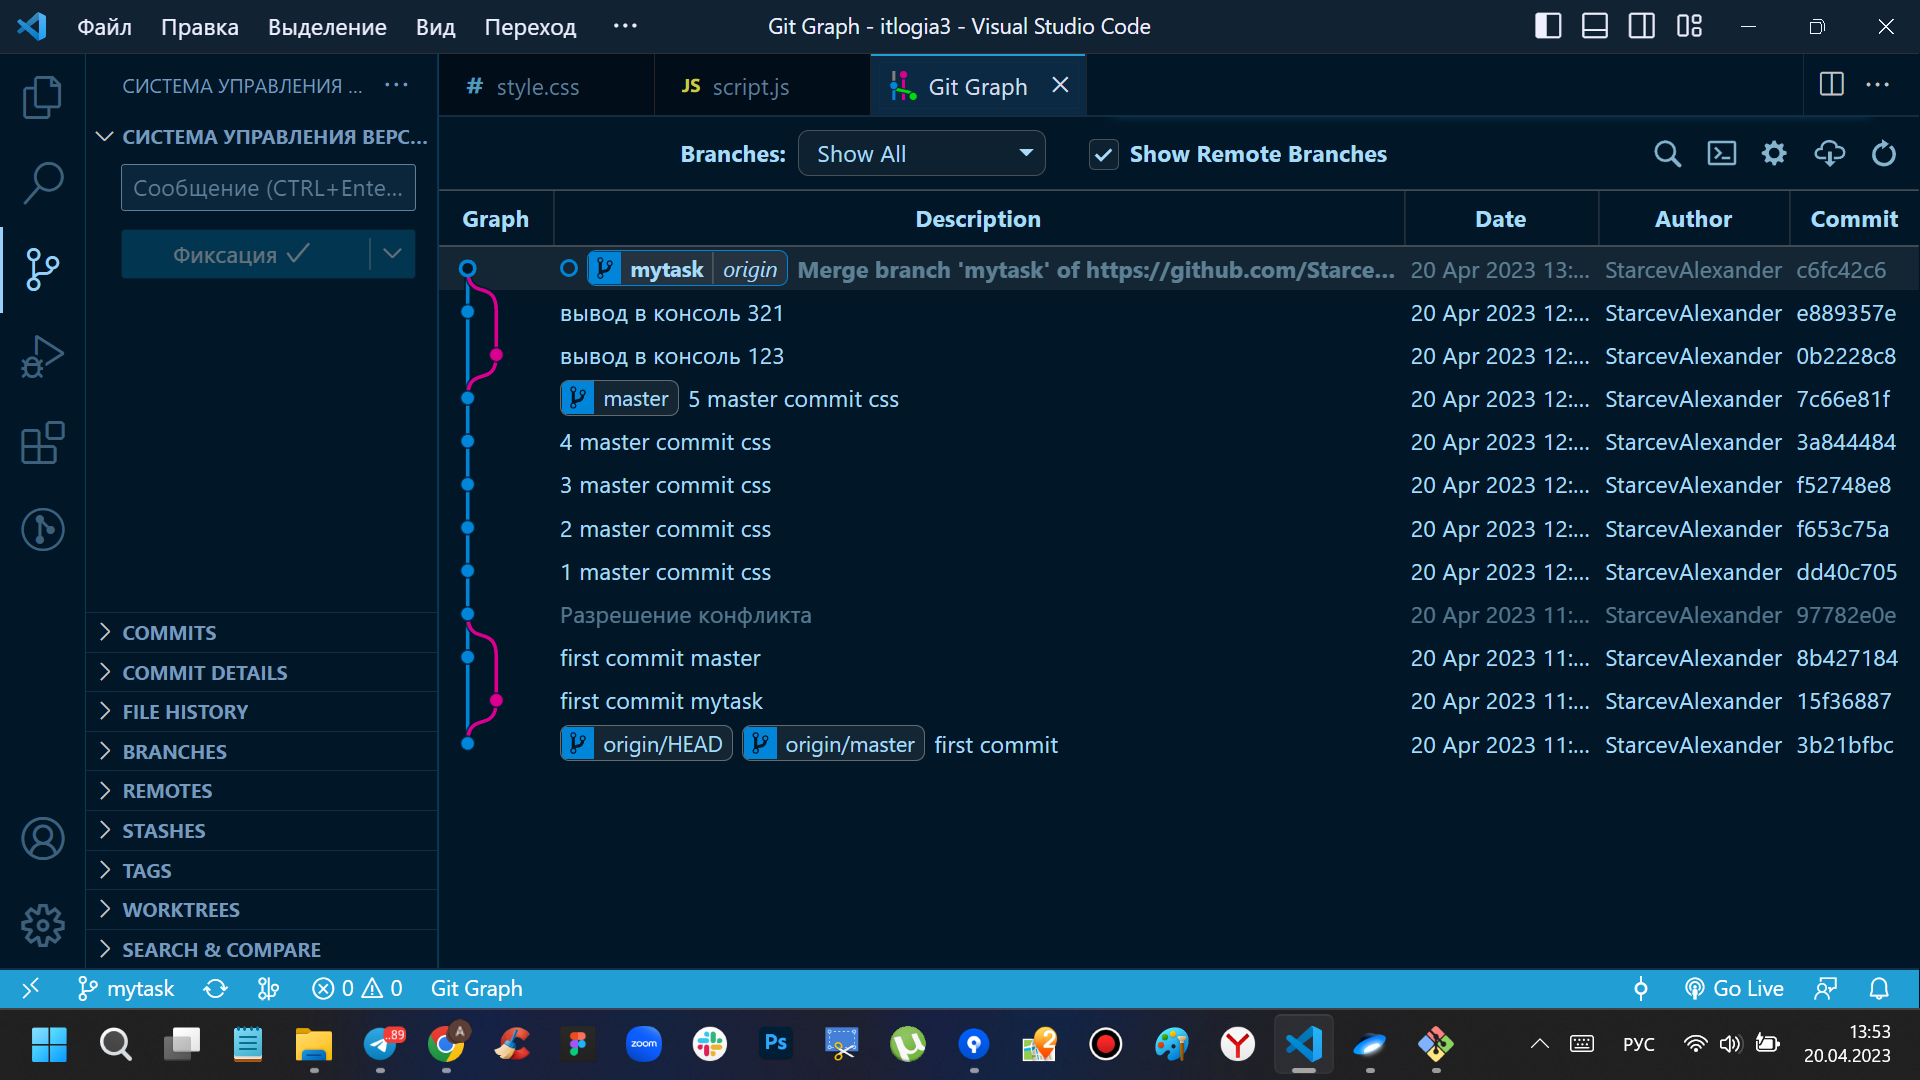 Файл Правка Выделение Вид Переход ··· Git Graph - itlogia3 - Visual Studio Code
СИСТЕМА УПРАВЛЕНИЯ ... ···
# style.css JS script.js Git Graph
СИСТЕМА УПРАВЛЕНИЯ ВЕРС...
Сообщение (CTRL+Ente...
Фиксация
Branches: Show All Show Remote Branches
Graph Description Date Author Commit
mytask origin Merge branch 'mytask' of https://github.com/Starce... 20 Apr 2023 13:... StarcevAlexander c6fc42c6
вывод в консоль 321 20 Apr 2023 12:... StarcevAlexander e889357e
вывод в консоль 123 20 Apr 2023 12:... StarcevAlexander 0b2228c8
master 5 master commit css 20 Apr 2023 12:... StarcevAlexander 7c66e81f
4 master commit css 20 Apr 2023 12:... StarcevAlexander 3a844484
3 master commit css 20 Apr 2023 12:... StarcevAlexander f52748e8
2 master commit css 20 Apr 2023 12:... StarcevAlexander f653c75a
1 master commit css 20 Apr 2023 12:... StarcevAlexander dd40c705
Разрешение конфликта 20 Apr 2023 11:... StarcevAlexander 97782e0e
first commit master 20 Apr 2023 11:... StarcevAlexander 8b427184
first commit mytask 20 Apr 2023 11:... StarcevAlexander 15f36887
origin/HEAD origin/master first commit 20 Apr 2023 11:... StarcevAlexander 3b21bfbc
COMMITS
COMMIT DETAILS
FILE HISTORY
BRANCHES
REMOTES
STASHES
TAGS
WORKTREES
SEARCH & COMPARE
mytask 0 0 Git Graph Go Live
..89 A zoom Ps 2 РУС 13:53
20.04.2023